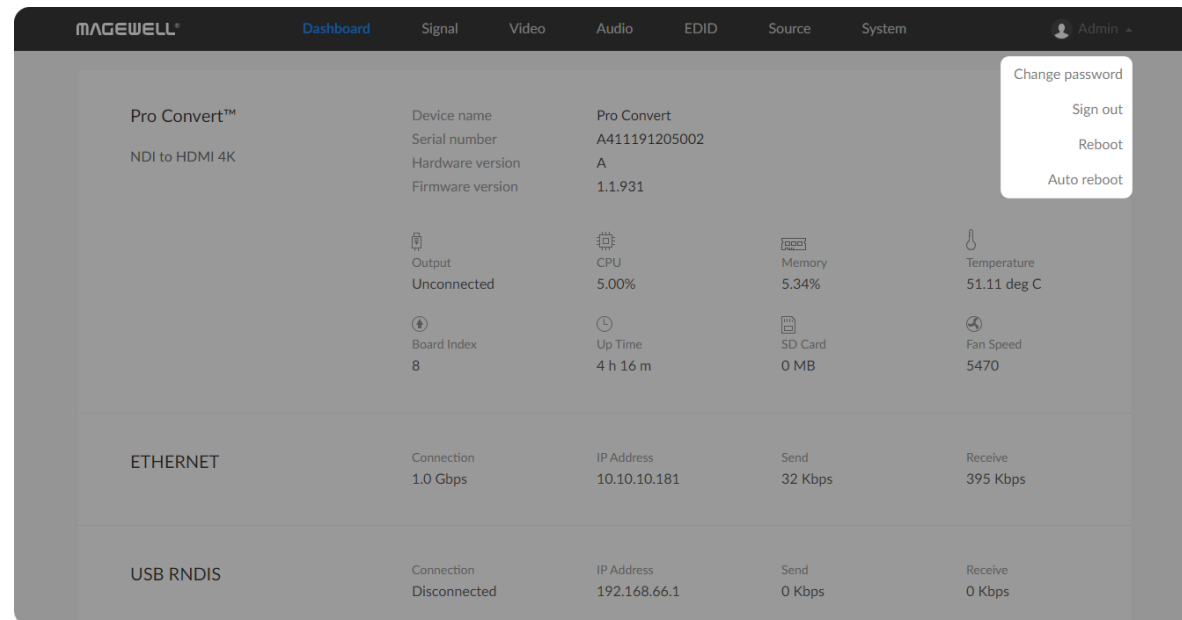 MAGEWELL®
Dashboard Signal Video Audio EDID Source System Admin
Change password
Sign out
Reboot
Auto reboot
Pro Convert™
NDI to HDMI 4K
Device name Pro Convert
Serial number A411191205002
Hardware version A
Firmware version 1.1.931
Output CPU Memory Temperature
Unconnected 5.00% 5.34% 51.11 deg C
Board Index Up Time SD Card Fan Speed
8 4 h 16 m 0 MB 5470
ETHERNET
Connection IP Address Send Receive
1.0 Gbps 10.10.10.181 32 Kbps 395 Kbps
USB RNDIS
Connection IP Address Send Receive
Disconnected 192.168.66.1 0 Kbps 0 Kbps